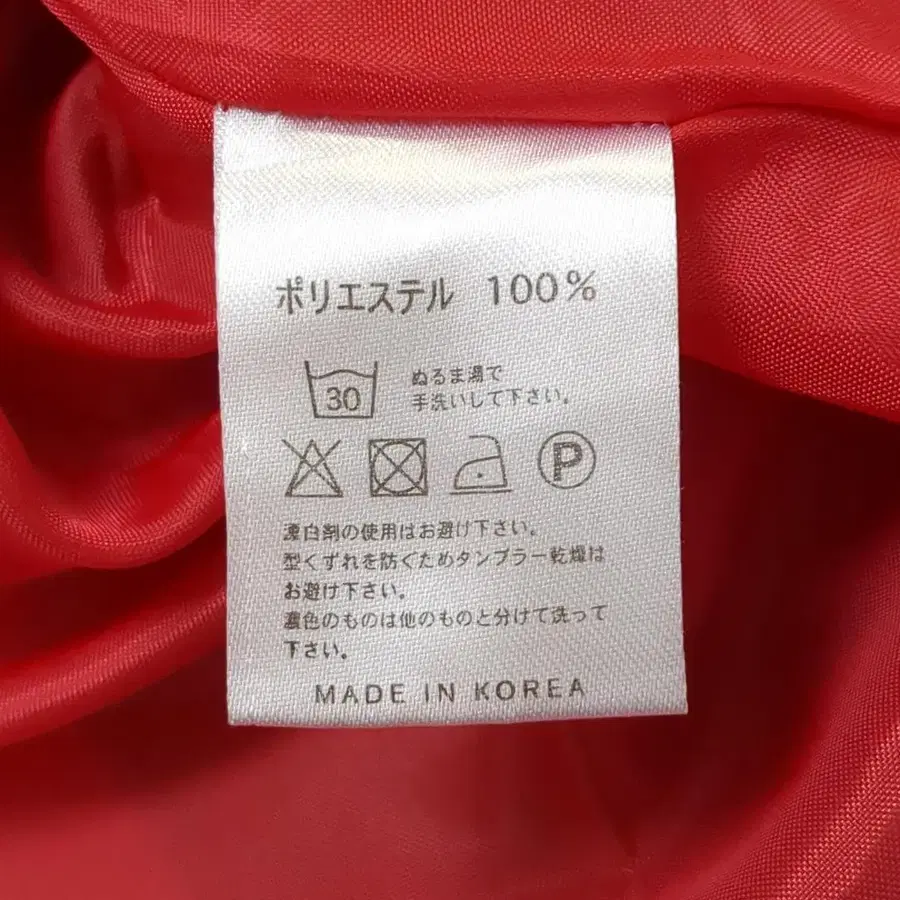 ポリエステル 100%
30 ぬるま湯で
手洗いして下さい。
P
漂白剤の使用はお避け下さい。
型くずれを防ぐためタンブラー乾燥は
お避け下さい。
濃色のものは他のものと分けて洗って
下さい。
MADE IN KOREA